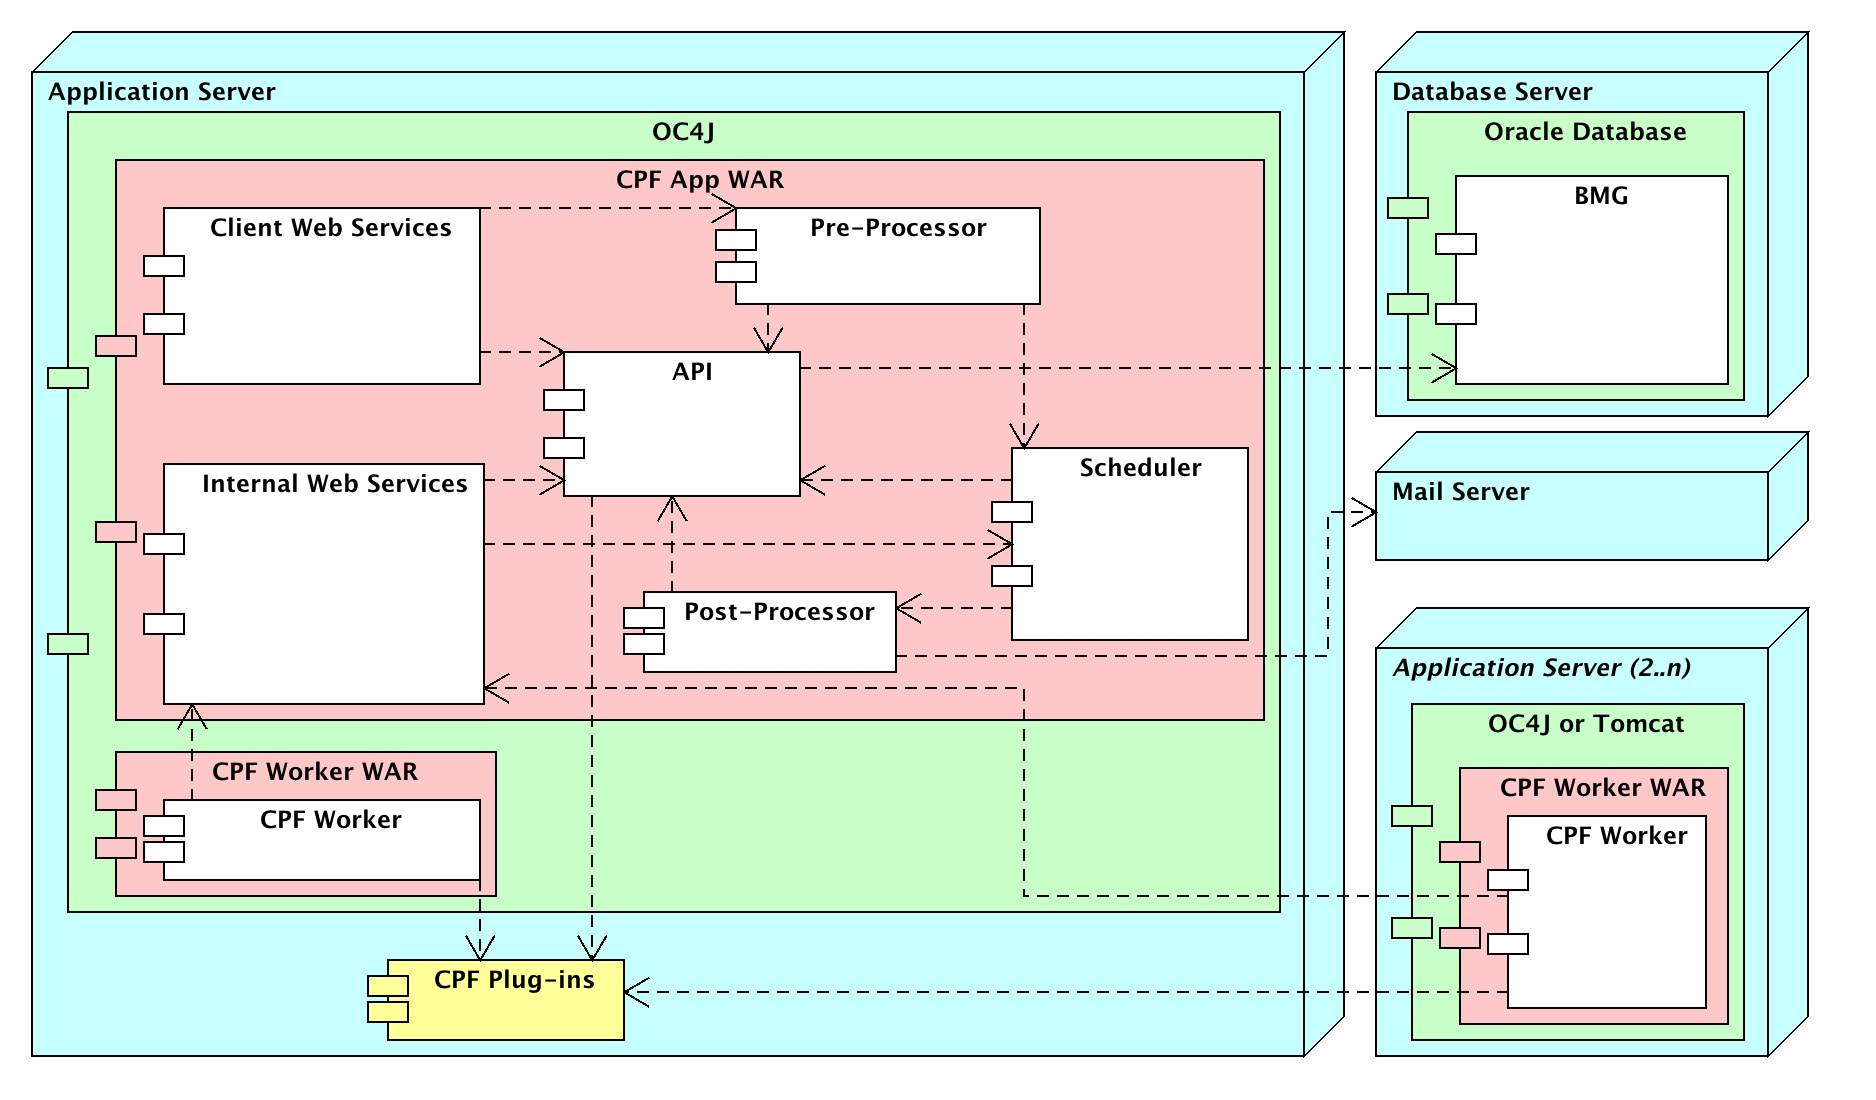 Application Server
OC4J
CPF App WAR
Client Web Services
Pre-Processor
API
Internal Web Services
Scheduler
Post-Processor
CPF Worker WAR
CPF Worker
CPF Plug-ins
Database Server
Oracle Database
BMG
Mail Server
Application Server (2..n)
OC4J or Tomcat
CPF Worker WAR
CPF Worker